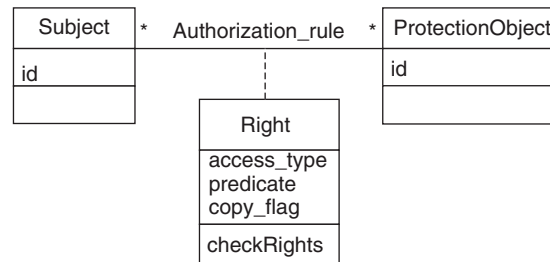 Subject
* Authorization_rule *
ProtectionObject
id
id
Right
access_type
predicate
copy_flag
checkRights